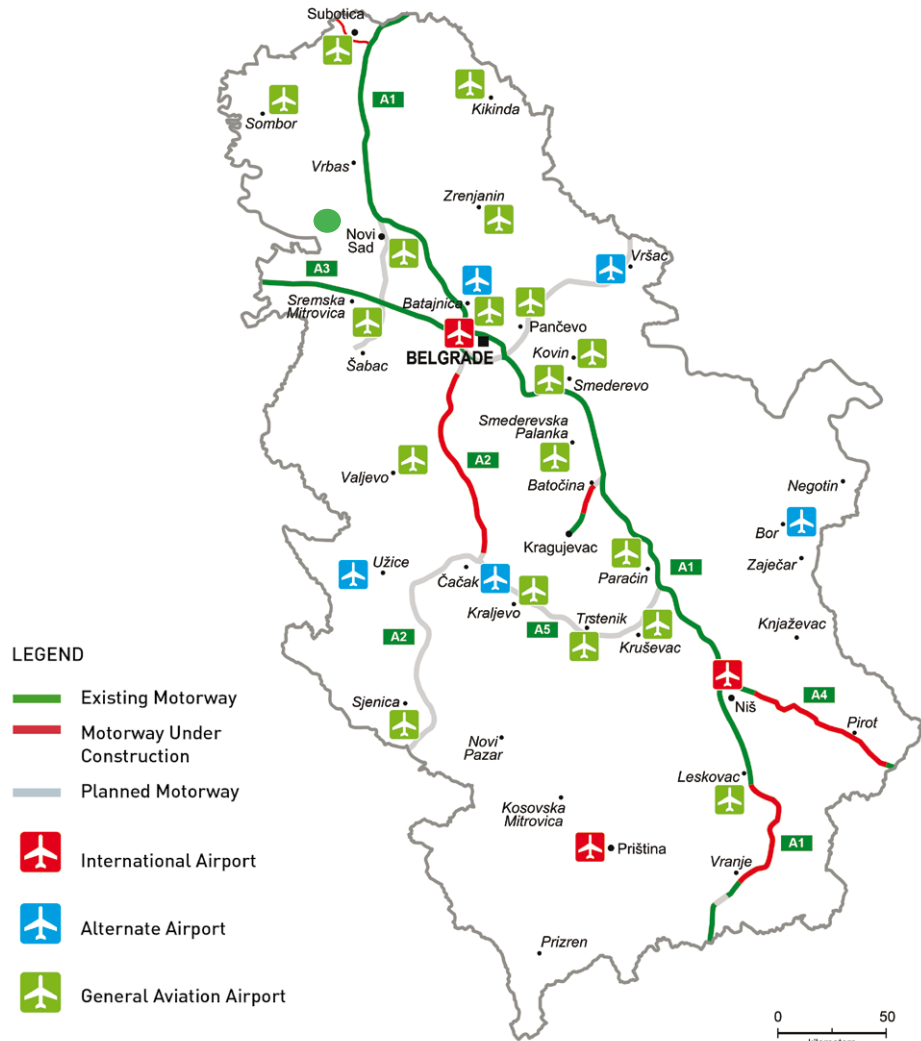 Subotica
A1
Kikinda
Sombor
Vrbas
Zrenjanin
Novi
Sad
Vršac
A3
Sremska
Mitrovica
Batajnica
Pančevo
BELGRADE
Kovin
Šabac
Smederevo
Smederevska
Palanka
A2
Valjevo
Batočina
Negotin
Bor
Kragujevac
Zaječar
Užice
Čačak
Paraćin
A1
Kraljevo
Trstenik
A5
A2
Kruševac
Knjaževac
LEGEND
Existing Motorway
Motorway Under
Construction
Planned Motorway
International Airport
Alternate Airport
General Aviation Airport
Sjenica
Niš
A4
Pirot
Novi
Pazar
Leskovac
Kosovska
Mitrovica
Priština
A1
Vranje
Prizren
0 50